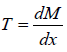 T = dM/dx